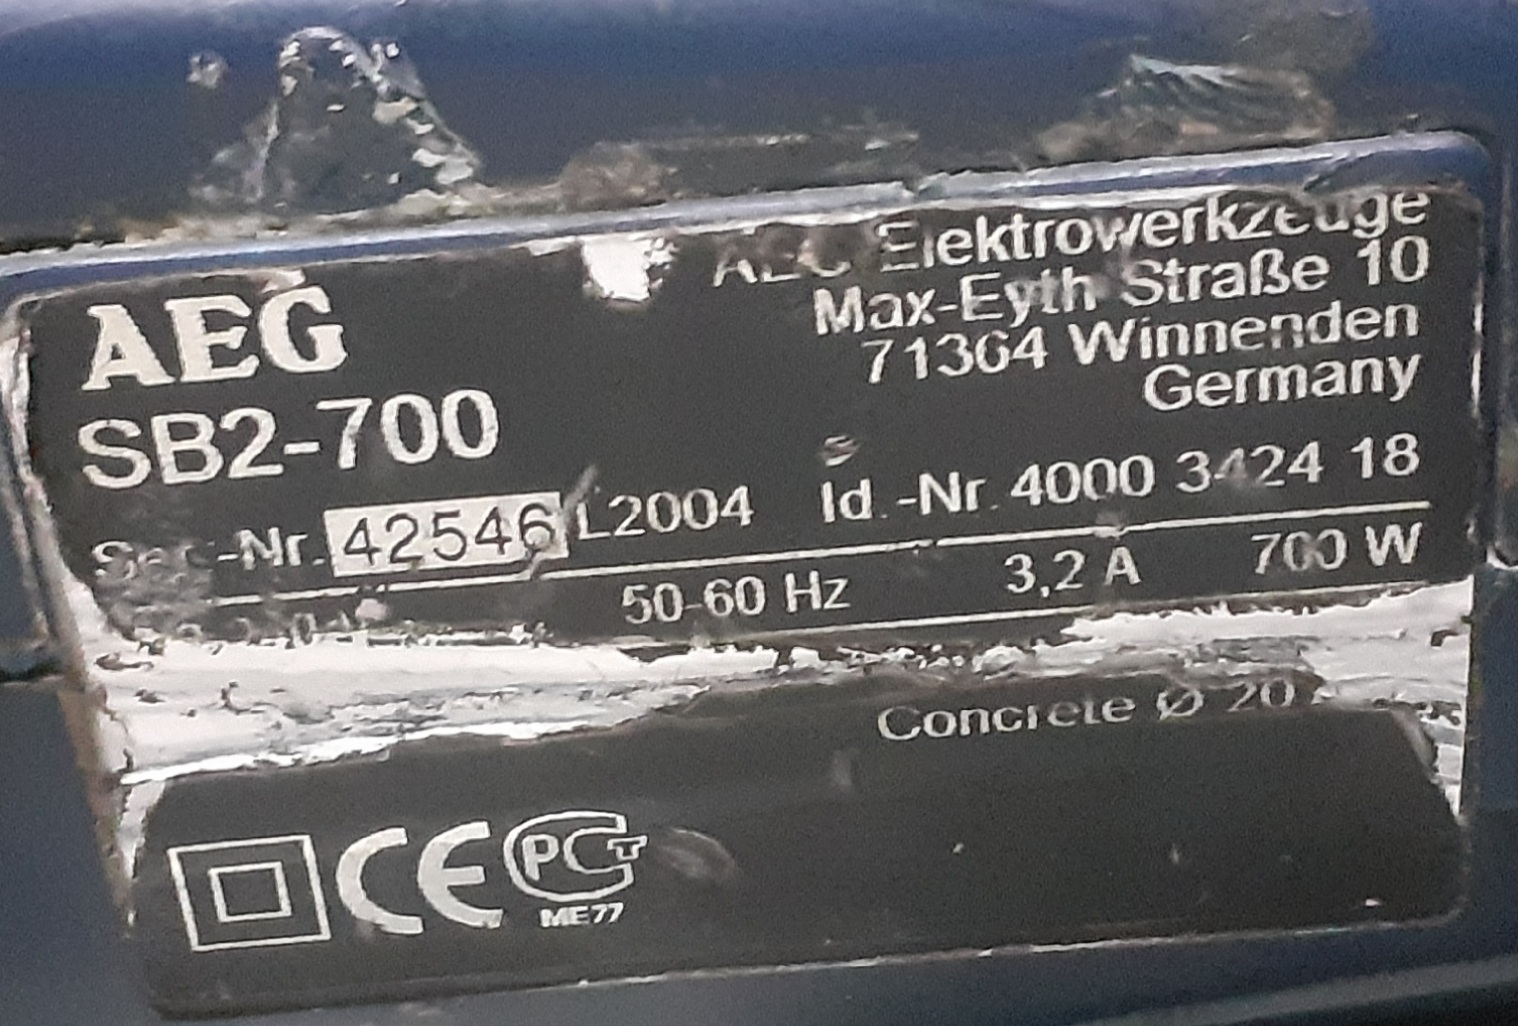 AEG Elektrowerkzeuge
Max-Eyth Straße 10
71364 Winnenden
Germany
AEG
SB2-700
-Nr. 42546 L2004 Id.-Nr. 4000 3424 18
50-60 Hz 3,2 A 700 W
Concrete Ø 20
CE PCT
ME77